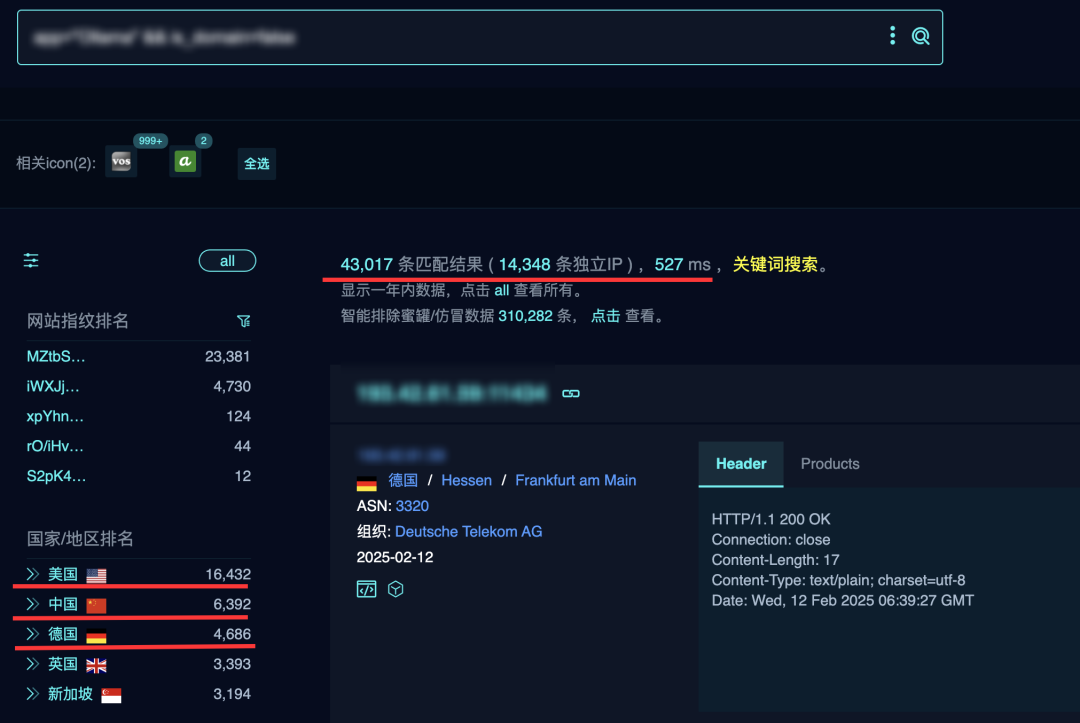 相关icon(2):
vos
999+
a
2
全选
all
43,017 条匹配结果 ( 14,348 条独立IP ) ，527 ms ，关键词搜索。
显示一年内数据，点击 all 查看所有。
智能排除蜜罐/仿冒数据 310,282 条， 点击 查看。
网站指纹排名
MZtbS... 23,381
iWXJj... 4,730
xpYhn... 124
rO/iHv... 44
S2pK4... 12
国家/地区排名
美国 16,432
中国 6,392
德国 4,686
英国 3,393
新加坡 3,194
德国 / Hessen / Frankfurt am Main
ASN: 3320
组织: Deutsche Telekom AG
2025-02-12
Header Products
HTTP/1.1 200 OK
Connection: close
Content-Length: 17
Content-Type: text/plain; charset=utf-8
Date: Wed, 12 Feb 2025 06:39:27 GMT